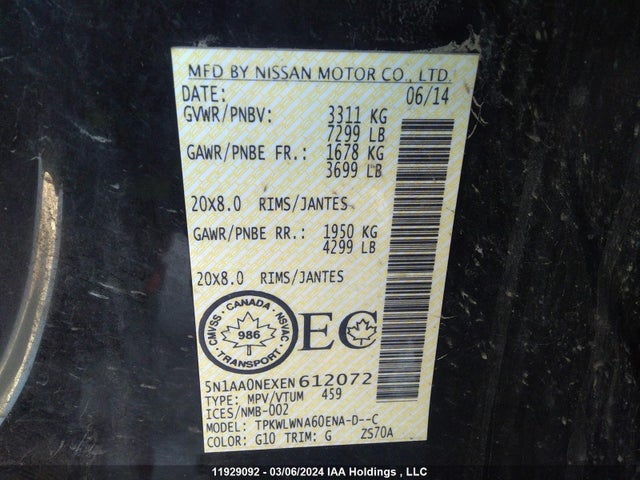 MFD BY NISSAN MOTOR CO., LTD.
DATE: 06/14
GVWR/PNBV: 3311 KG
7299 LB
GAWR/PNBE FR.: 1678 KG
3699 LB
20X8.0 RIMS/JANTES
GAWR/PNBE RR.: 1950 KG
4299 LB
20X8.0 RIMS/JANTES
CANADA
CMVSS NSVAC
986
TRANSPORT
EC
5N1AA0NEXEN612072
TYPE: MPV/VTUM 459
ICES/NMB-002
MODEL: TPKWLWNA60ENA-D--C
COLOR: G10 TRIM: G ZS70A
11929092 - 03/06/2024 IAA Holdings , LLC